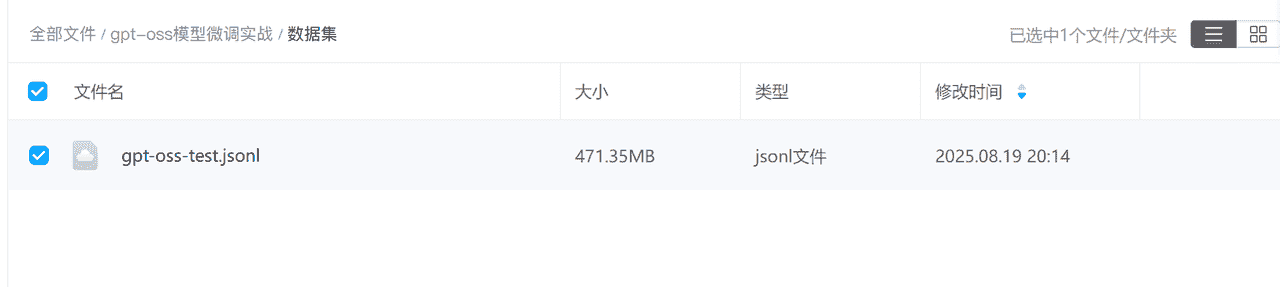 全部文件 / gpt-oss模型微调实战 / 数据集 已选中1个文件/文件夹
文件名 大小 类型 修改时间
gpt-oss-test.jsonl 471.35MB jsonl文件 2025.08.19 20:14